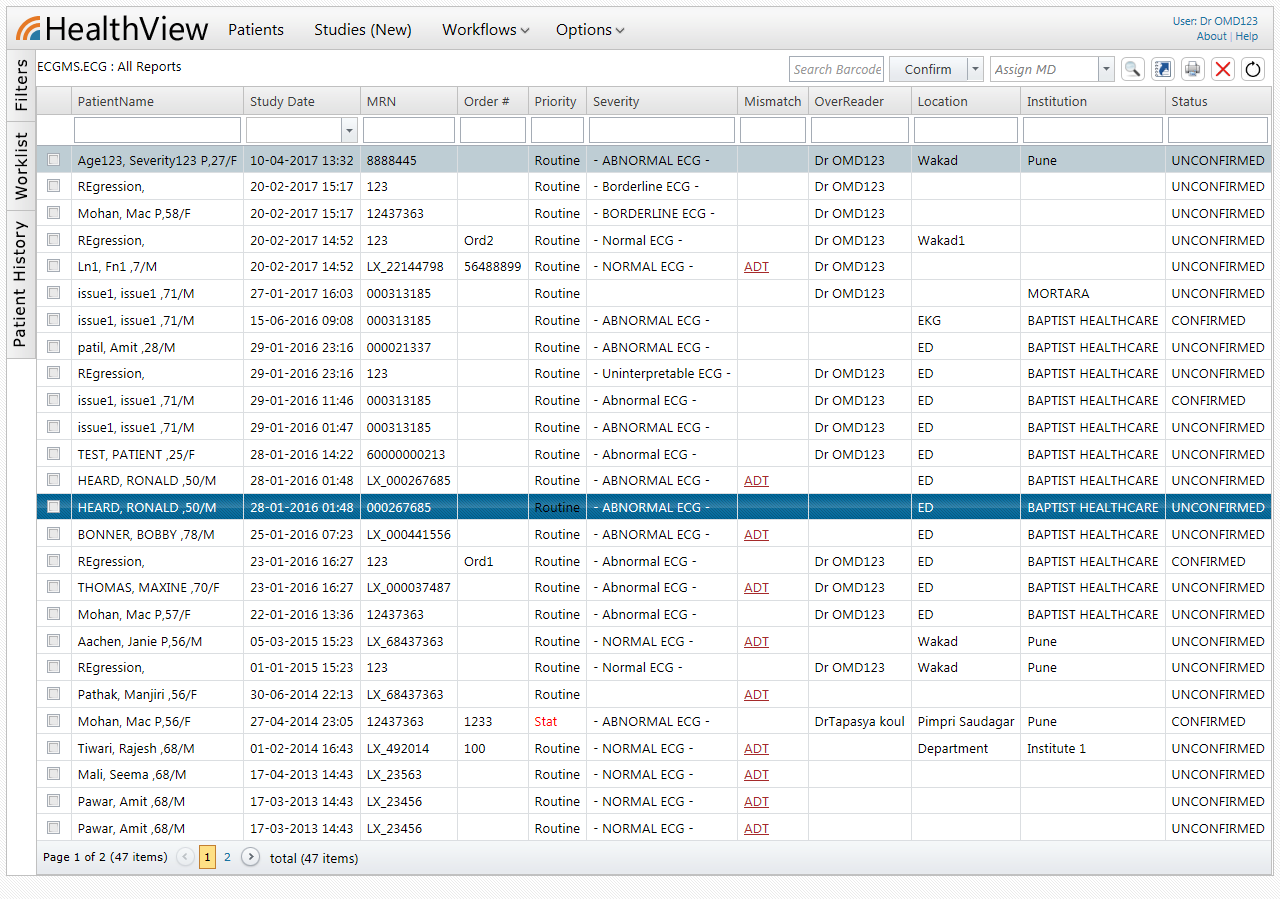 HealthView Patients Studies (New) Workflows Options
User: Dr OMD123
About | Help
Filters
Worklist
Patient History
ECGMS.ECG : All Reports Search Barcode Confirm Assign MD
PatientName Study Date MRN Order # Priority Severity Mismatch OverReader Location Institution Status
Age123, Severity123 P,27/F 10-04-2017 13:32 8888445 Routine - ABNORMAL ECG - Dr OMD123 Wakad Pune UNCONFIRMED
REgression, 20-02-2017 15:17 123 Routine - Borderline ECG - Dr OMD123 UNCONFIRMED
Mohan, Mac P,58/F 20-02-2017 15:17 12437363 Routine - BORDERLINE ECG - Dr OMD123 UNCONFIRMED
REgression, 20-02-2017 14:52 123 Ord2 Routine - Normal ECG - Dr OMD123 Wakad1 UNCONFIRMED
Ln1, Fn1 ,7/M 20-02-2017 14:52 LX_22144798 56488899 Routine - NORMAL ECG - ADT Dr OMD123 UNCONFIRMED
issue1, issue1 ,71/M 27-01-2017 16:03 000313185 Routine Dr OMD123 MORTARA UNCONFIRMED
issue1, issue1 ,71/M 15-06-2016 09:08 000313185 Routine - ABNORMAL ECG - EKG BAPTIST HEALTHCARE CONFIRMED
patil, Amit ,28/M 29-01-2016 23:16 000021337 Routine - ABNORMAL ECG - ED BAPTIST HEALTHCARE UNCONFIRMED
REgression, 29-01-2016 23:16 123 Routine - Uninterpretable ECG - Dr OMD123 ED BAPTIST HEALTHCARE UNCONFIRMED
issue1, issue1 ,71/M 29-01-2016 11:46 000313185 Routine - Abnormal ECG - Dr OMD123 ED BAPTIST HEALTHCARE CONFIRMED
issue1, issue1 ,71/M 29-01-2016 01:47 000313185 Routine - ABNORMAL ECG - Dr OMD123 ED BAPTIST HEALTHCARE UNCONFIRMED
TEST, PATIENT ,25/F 28-01-2016 14:22 60000000213 Routine - Abnormal ECG - Dr OMD123 ED BAPTIST HEALTHCARE UNCONFIRMED
HEARD, RONALD ,50/M 28-01-2016 01:48 LX_000267685 Routine - ABNORMAL ECG - ADT ED BAPTIST HEALTHCARE UNCONFIRMED
HEARD, RONALD ,50/M 28-01-2016 01:48 000267685 Routine - ABNORMAL ECG - ED BAPTIST HEALTHCARE UNCONFIRMED
BONNER, BOBBY ,78/M 25-01-2016 07:23 LX_000441556 Routine - ABNORMAL ECG - ADT ED BAPTIST HEALTHCARE UNCONFIRMED
REgression, 23-01-2016 16:27 123 Ord1 Routine - Abnormal ECG - Dr OMD123 ED BAPTIST HEALTHCARE CONFIRMED
THOMAS, MAXINE ,70/F 23-01-2016 16:27 LX_000037487 Routine - Abnormal ECG - ADT Dr OMD123 ED BAPTIST HEALTHCARE UNCONFIRMED
Mohan, Mac P,57/F 22-01-2016 13:36 12437363 Routine - Abnormal ECG - Dr OMD123 ED BAPTIST HEALTHCARE UNCONFIRMED
Aachen, Janie P,56/M 05-03-2015 15:23 LX_68437363 Routine - NORMAL ECG - ADT Wakad Pune UNCONFIRMED
REgression, 01-01-2015 15:23 123 Routine - Normal ECG - Dr OMD123 Wakad Pune UNCONFIRMED
Pathak, Manjiri ,56/F 30-06-2014 22:13 LX_68437363 Routine ADT UNCONFIRMED
Mohan, Mac P,56/F 27-04-2014 23:05 12437363 1233 Stat - ABNORMAL ECG - DrTapasya koul Pimpri Saudagar Pune CONFIRMED
Tiwari, Rajesh ,68/M 01-02-2014 16:43 LX_492014 100 Routine - NORMAL ECG - ADT Department Institute 1 UNCONFIRMED
Mali, Seema ,68/M 17-04-2013 14:43 LX_23563 Routine - NORMAL ECG - ADT UNCONFIRMED
Pawar, Amit ,68/M 17-03-2013 14:43 LX_23456 Routine - NORMAL ECG - ADT UNCONFIRMED
Pawar, Amit ,68/M 17-03-2013 14:43 LX_23456 Routine - NORMAL ECG - ADT UNCONFIRMED
Page 1 of 2 (47 items) 1 2 total (47 items)